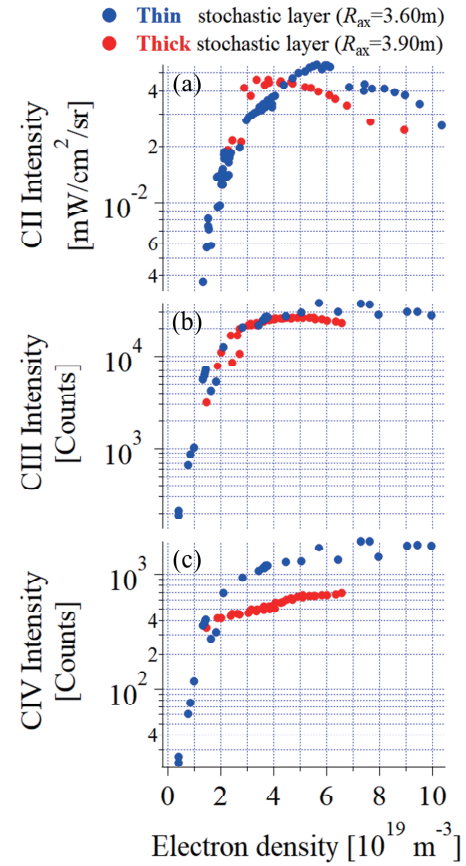 Thin stochastic layer (Rax=3.60m)
Thick stochastic layer (Rax=3.90m)
(a)
CII Intensity
[mW/cm²/sr]
4
2
10⁻²
6
4
(b)
CIII Intensity
[Counts]
10⁴
10³
(c)
CIV Intensity
[Counts]
10³
4
2
10²
4
0 2 4 6 8 10
Electron density [10¹⁹ m⁻³]